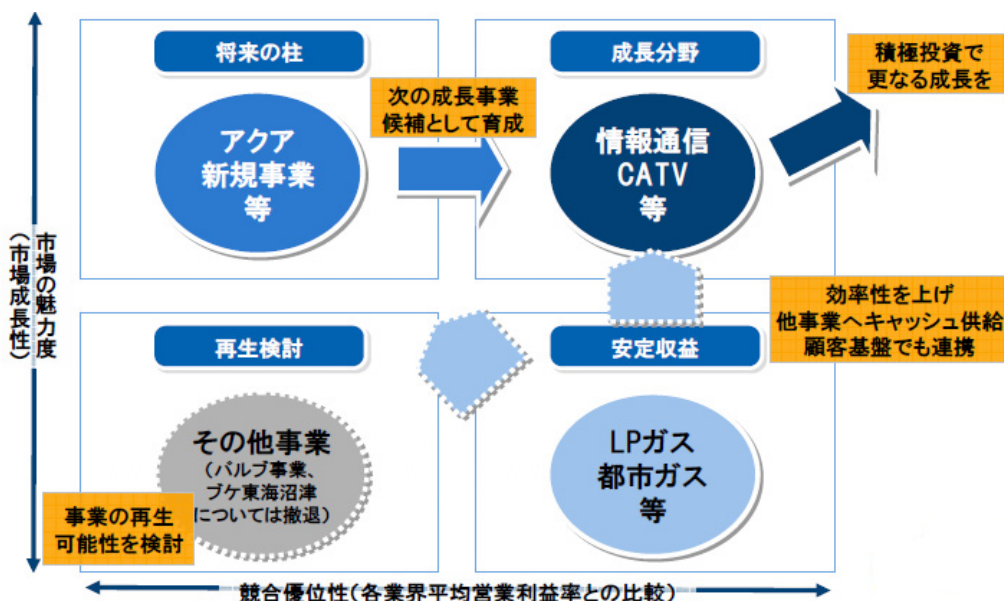 将来の柱
成長分野
積極投資で
更なる成長を
次の成長事業
候補として育成
アクア
新規事業
等
情報通信
CATV
等
市場の魅力度
（市場成長性）
効率性を上げ
他事業へキャッシュ供給
顧客基盤でも連携
再生検討
安定収益
その他事業
（バルブ事業、
ブケ東海沼津
については撤退）
LPガス
都市ガス
等
事業の再生
可能性を検討
競合優位性（各業界平均営業利益率との比較）